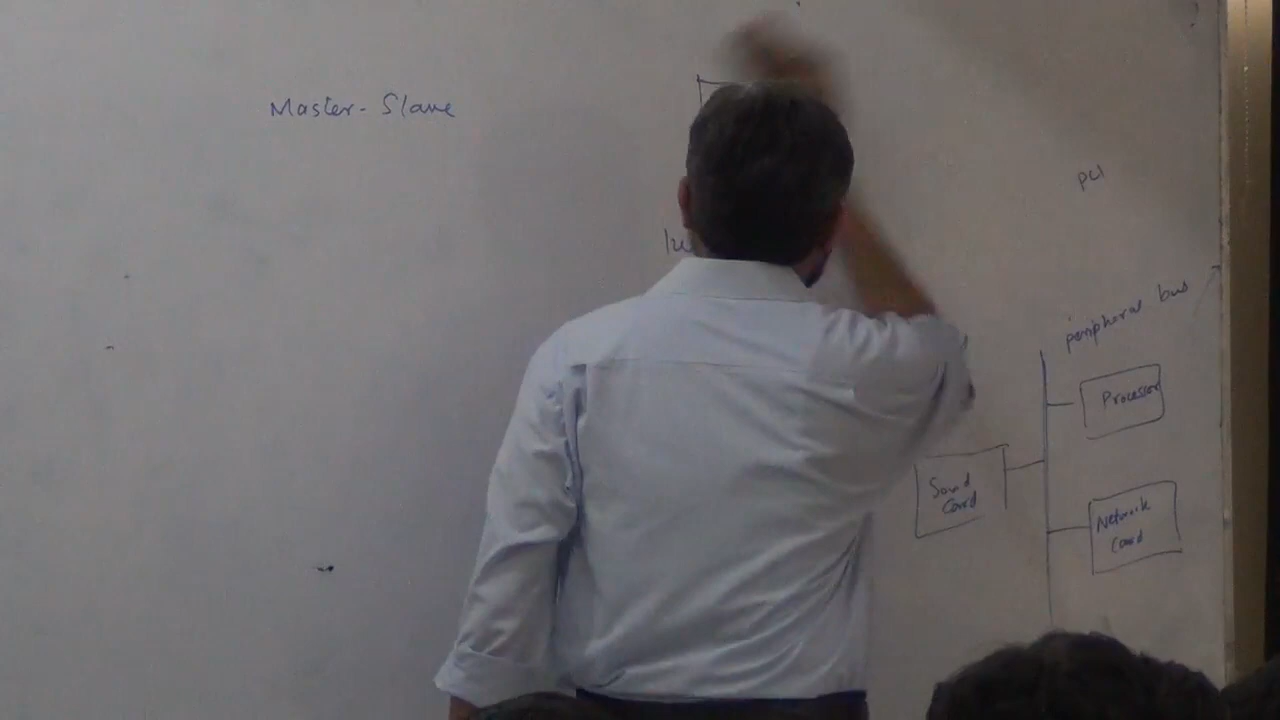 Master-Slave
PCI
peripheral bus
Processor
Sound
Card
Network
Card